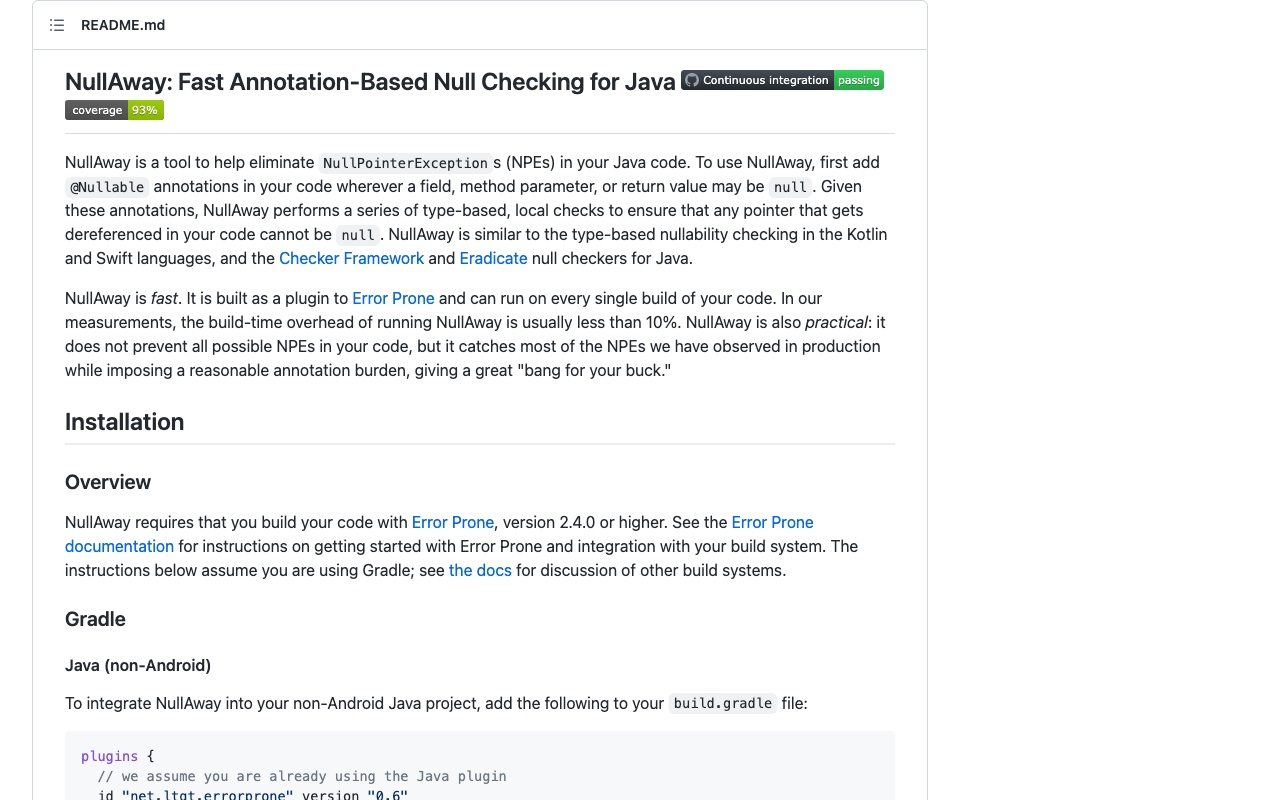 README.md
NullAway: Fast Annotation-Based Null Checking for Java Continuous integration passing
coverage 93%
NullAway is a tool to help eliminate NullPointerException s (NPEs) in your Java code. To use NullAway, first add
@Nullable annotations in your code wherever a field, method parameter, or return value may be null . Given
these annotations, NullAway performs a series of type-based, local checks to ensure that any pointer that gets
dereferenced in your code cannot be null . NullAway is similar to the type-based nullability checking in the Kotlin
and Swift languages, and the Checker Framework and Eradicate null checkers for Java.
NullAway is fast. It is built as a plugin to Error Prone and can run on every single build of your code. In our
measurements, the build-time overhead of running NullAway is usually less than 10%. NullAway is also practical: it
does not prevent all possible NPEs in your code, but it catches most of the NPEs we have observed in production
while imposing a reasonable annotation burden, giving a great "bang for your buck."
Installation
Overview
NullAway requires that you build your code with Error Prone, version 2.4.0 or higher. See the Error Prone
documentation for instructions on getting started with Error Prone and integration with your build system. The
instructions below assume you are using Gradle; see the docs for discussion of other build systems.
Gradle
Java (non-Android)
To integrate NullAway into your non-Android Java project, add the following to your build.gradle file:
plugins {
// we assume you are already using the Java plugin
id "net.ltgt.errorprone" version "0.6"